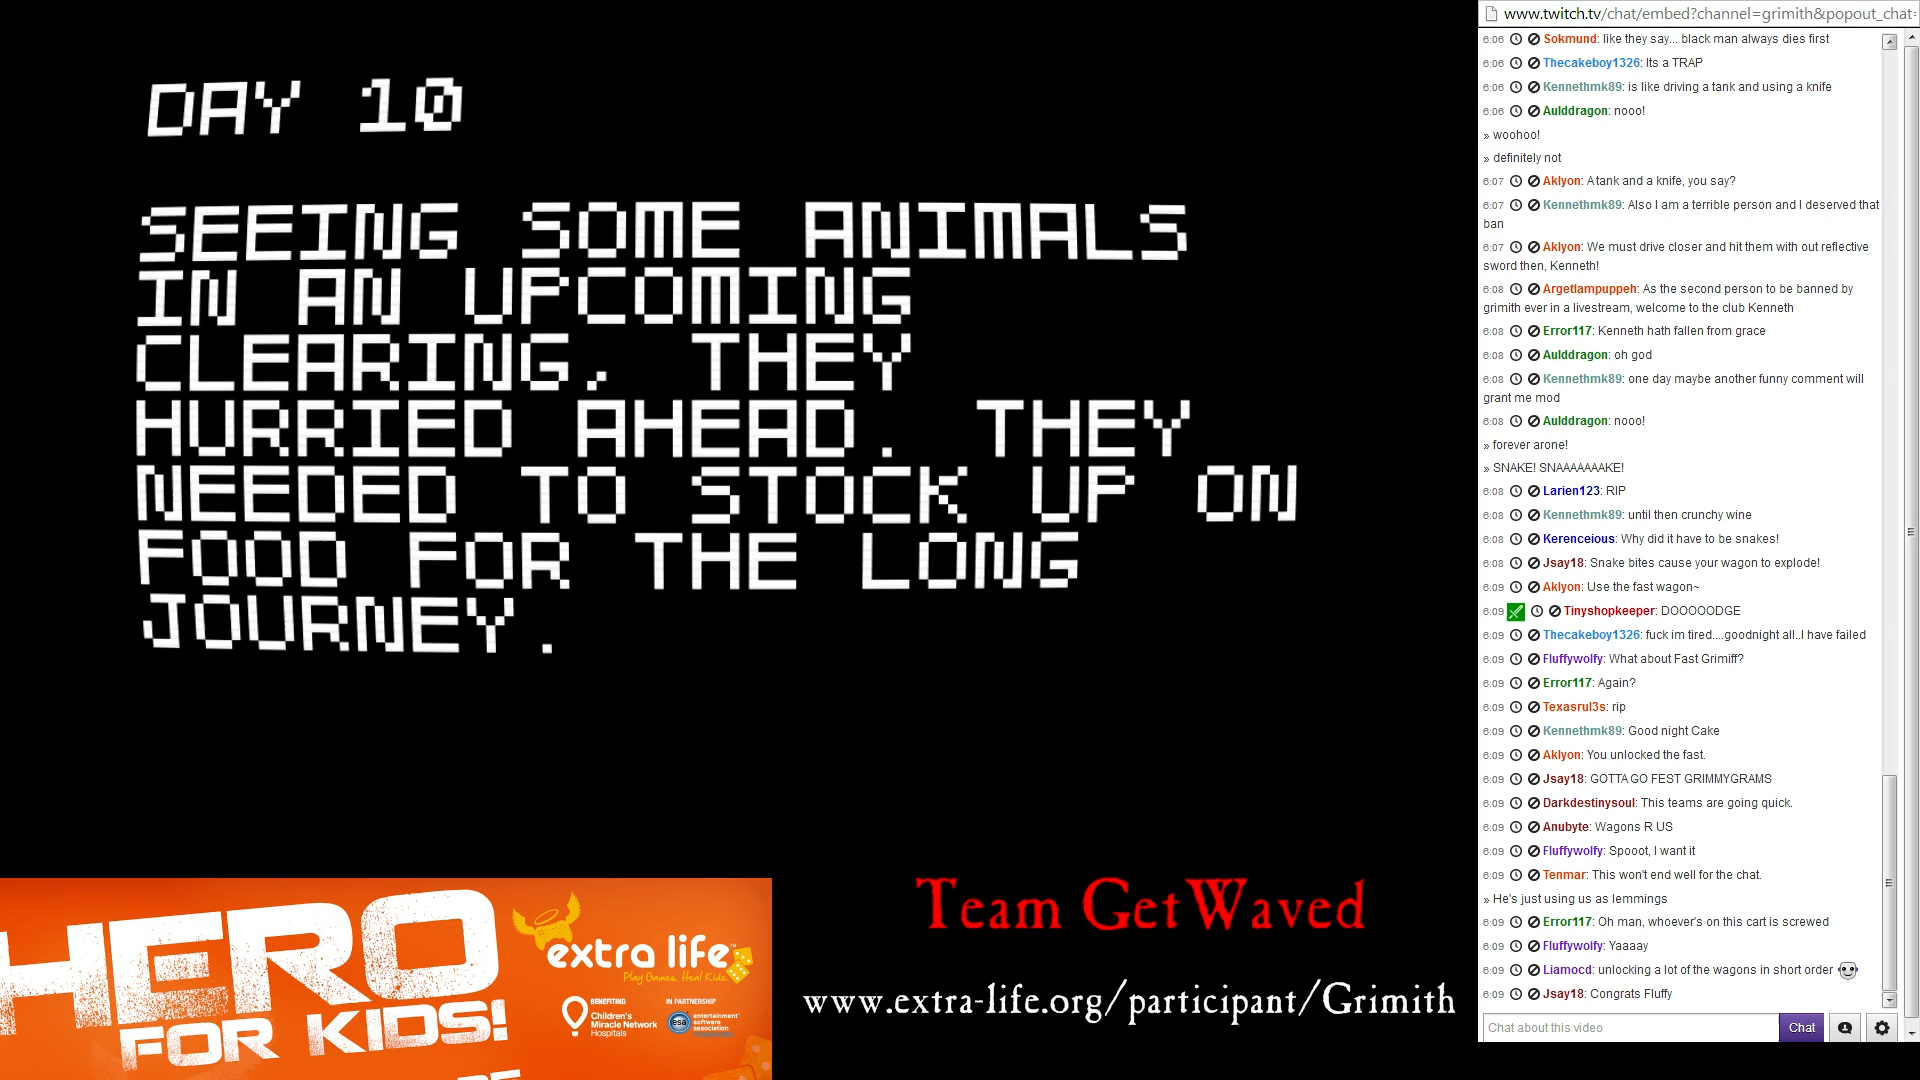 DAY 10
SEEING SOME ANIMALS
IN AN UPCOMING
CLEARING, THEY
HURRIED AHEAD. THEY
NEEDED TO STOCK UP ON
FOOD FOR THE LONG
JOURNEY.
HERO
FOR KIDS!
extra life™
Play Games. Heal Kids.
BENEFITING
Children's
Miracle Network
Hospitals
IN PARTNERSHIP
esa
entertainment
software
association
Team GetWaved
www.extra-life.org/participant/Grimith
www.twitch.tv/chat/embed?channel=grimith&popout_chat=
6:06 Sokmund: like they say... black man always dies first
6:06 Thecakeboy1326: Its a TRAP
6:06 Kennethmk89: is like driving a tank and using a knife
6:06 Aulddragon: nooo!
» woohoo!
» definitely not
6:07 Aklyon: A tank and a knife, you say?
6:07 Kennethmk89: Also I am a terrible person and I deserved that
ban
6:07 Aklyon: We must drive closer and hit them with out reflective
sword then, Kenneth!
6:08 Argetlampuppeh: As the second person to be banned by
grimith ever in a livestream, welcome to the club Kenneth
6:08 Error117: Kenneth hath fallen from grace
6:08 Aulddragon: oh god
6:08 Kennethmk89: one day maybe another funny comment will
grant me mod
6:08 Aulddragon: nooo!
» forever arone!
» SNAKE! SNAAAAAAAKE!
6:08 Larien123: RIP
6:08 Kennethmk89: until then crunchy wine
6:08 Kerenceious: Why did it have to be snakes!
6:08 Jsay18: Snake bites cause your wagon to explode!
6:09 Aklyon: Use the fast wagon~
6:09 Tinyshopkeeper: DOOOOODGE
6:09 Thecakeboy1326: fuck im tired....goodnight all..I have failed
6:09 Fluffywolfy: What about Fast Grimiff?
6:09 Error117: Again?
6:09 Texasrul3s: rip
6:09 Kennethmk89: Good night Cake
6:09 Aklyon: You unlocked the fast.
6:09 Jsay18: GOTTA GO FEST GRIMMYGRAMS
6:09 Darkdestinysoul: This teams are going quick.
6:09 Anubyte: Wagons R US
6:09 Fluffywolfy: Spooot, I want it
6:09 Tenmar: This won't end well for the chat.
» He's just using us as lemmings
6:09 Error117: Oh man, whoever's on this cart is screwed
6:09 Fluffywolfy: Yaaaay
6:09 Liamocd: unlocking a lot of the wagons in short order
6:09 Jsay18: Congrats Fluffy
Chat about this video
Chat